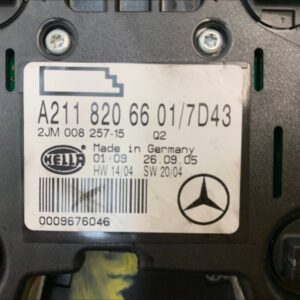 A211 820 66 01/7D43
2JM 008 257-15 Q2
HELLA
Made in Germany
01:09 26.09.05
HW 14/04 SW 20/04
0009676046